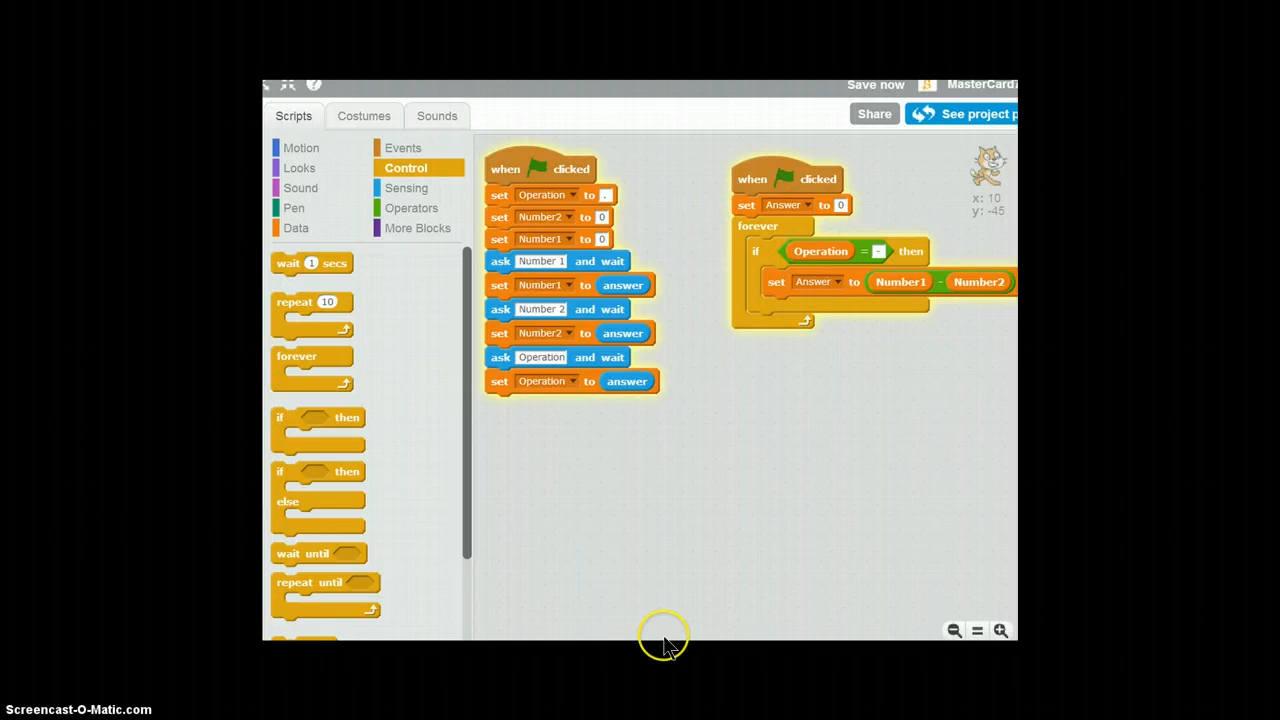 Save now MasterCard
Scripts Costumes Sounds Share See project p
Motion Events
Looks Control
Sound Sensing
Pen Operators
Data More Blocks
wait 1 secs
repeat 10
forever
if then
if then
else
wait until
repeat until
when clicked
set Operation to .
set Number2 to 0
set Number1 to 0
ask Number 1 and wait
set Number1 to answer
ask Number 2 and wait
set Number2 to answer
ask Operation and wait
set Operation to answer
when clicked
set Answer to 0
forever
if Operation = - then
set Answer to Number1 - Number2
x: 10
y: -45
Screencast-O-Matic.com